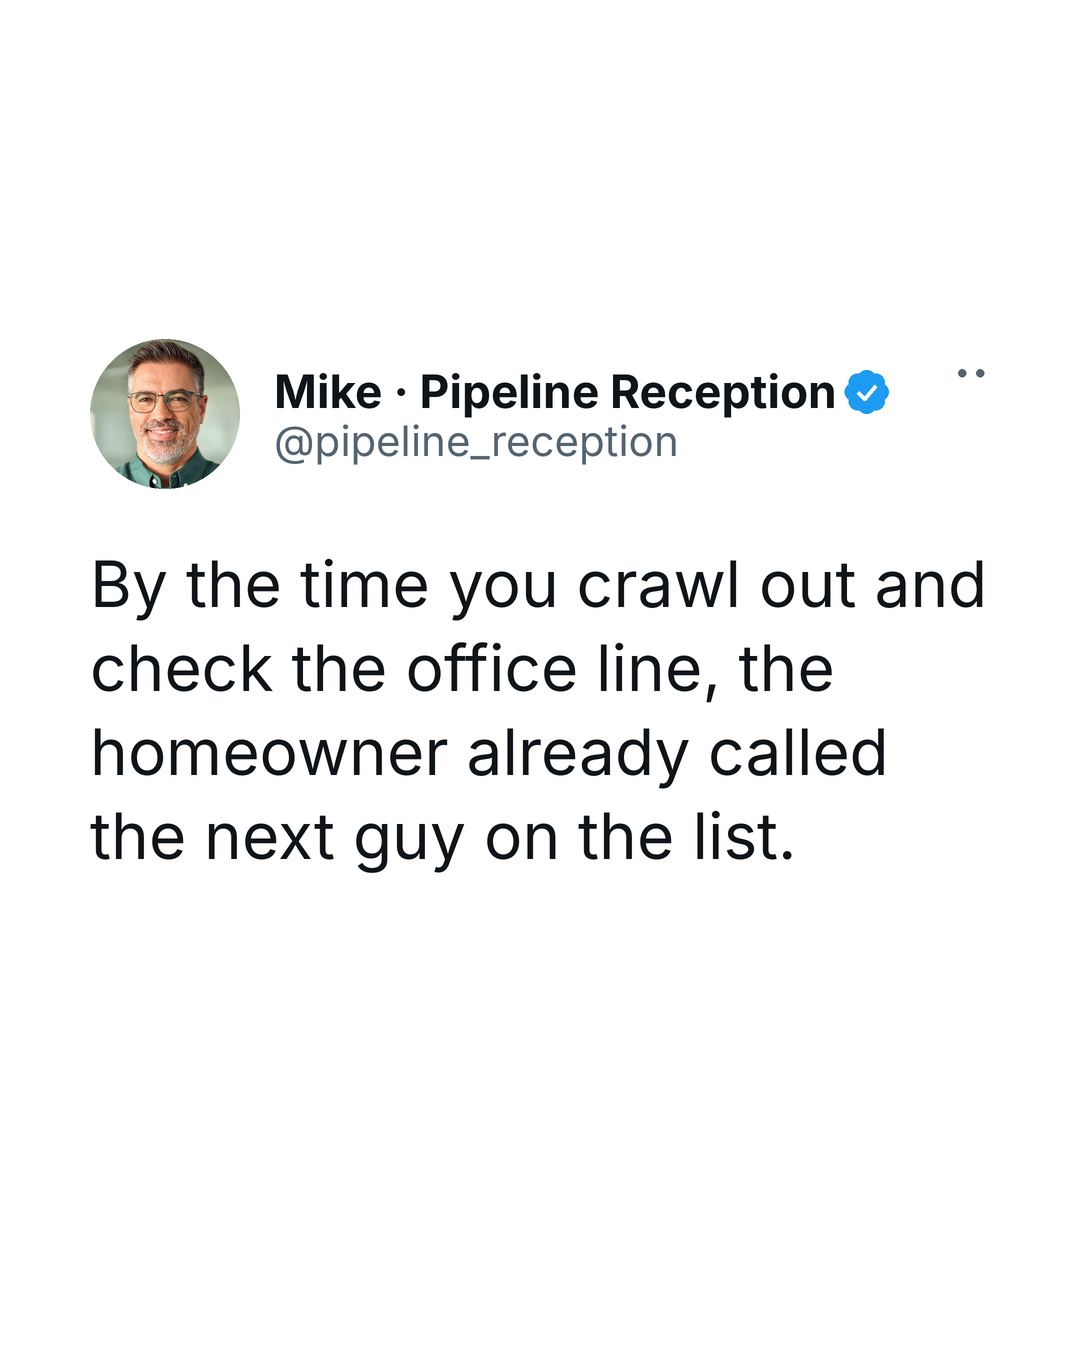 Mike · Pipeline Reception
@pipeline_reception
By the time you crawl out and
check the office line, the
homeowner already called
the next guy on the list.